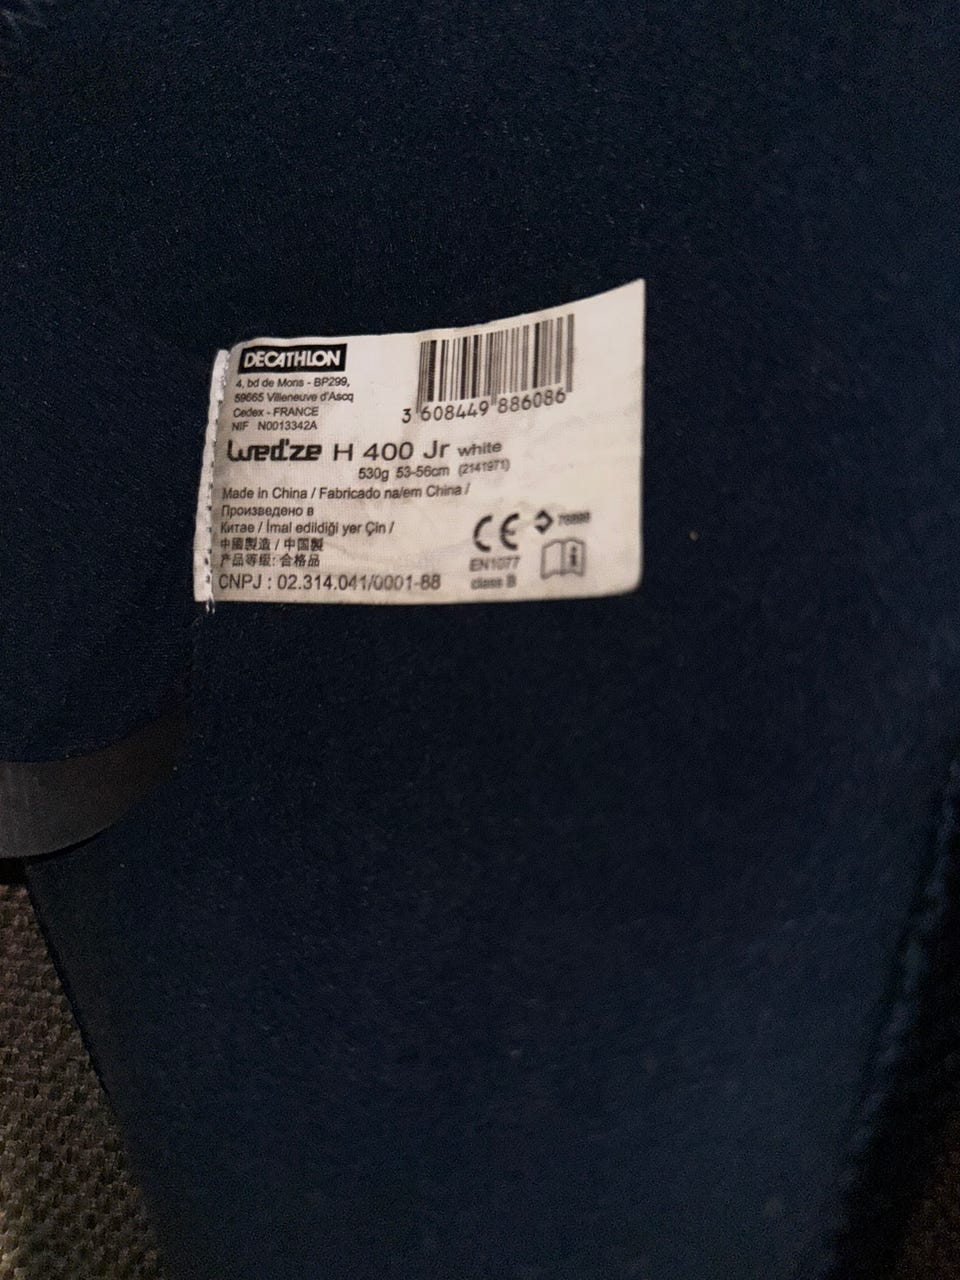 DECATHLON
4, bd de Mons - BP299,
59665 Villeneuve d'Ascq
Cedex - FRANCE
NIF N0013342A
3 608449 886086
wed'ze H 400 Jr white
530g 53-56cm (2141971)
Made in China / Fabricado na/em China /
Произведено в
Китае / İmal edildiği yer Çin /
中國製造 / 中国製
产品等级: 合格品
CNPJ : 02.314.041/0001-88
CE
EN1077
class B